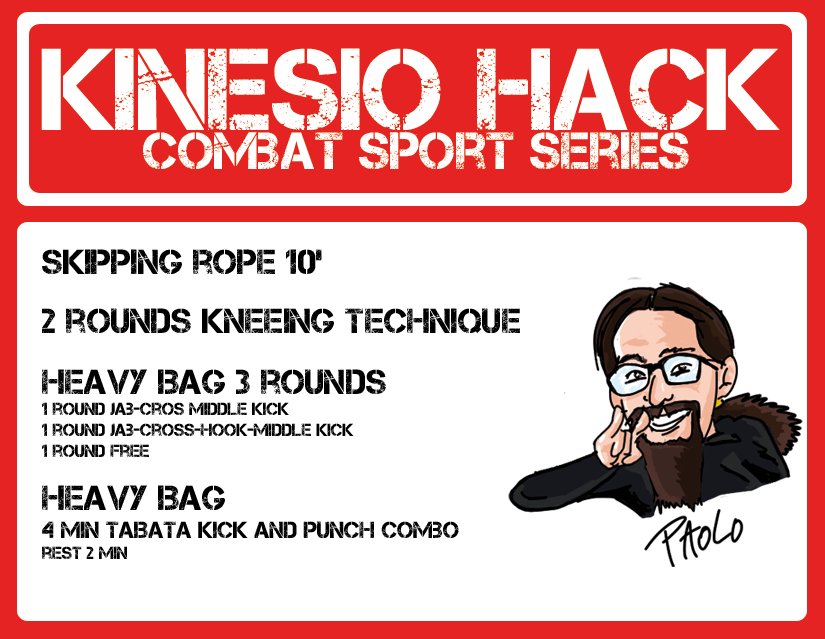 KINESIO HACK
COMBAT SPORT SERIES
SKIPPING ROPE 10'
2 ROUNDS KNEEING TECHNIQUE
HEAVY BAG 3 ROUNDS
1 ROUND JAB-CROS MIDDLE KICK
1 ROUND JAB-CROSS-HOOK-MIDDLE KICK
1 ROUND FREE
HEAVY BAG
4 MIN TABATA KICK AND PUNCH COMBO
REST 2 MIN
PAOLO